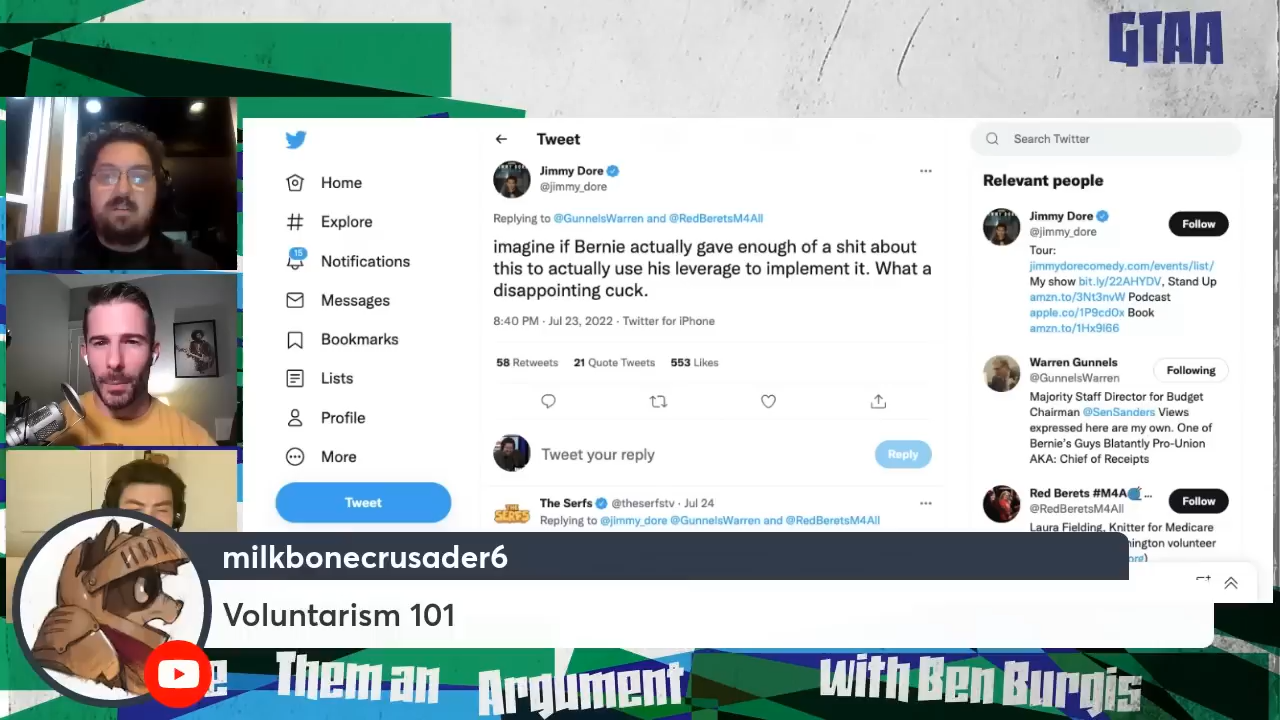 GTAA
Tweet
Jimmy Dore
@jimmy_dore
Replying to @GunnelsWarren and @RedBeretsM4All
imagine if Bernie actually gave enough of a shit about
this to actually use his leverage to implement it. What a
disappointing cuck.
8:40 PM · Jul 23, 2022 · Twitter for iPhone
58 Retweets 21 Quote Tweets 553 Likes
Tweet your reply
Reply
The Serfs @theserfstv · Jul 24
Replying to @jimmy_dore @GunnelsWarren and @RedBeretsM4All
THE
SERFS
Home
Explore
15
Notifications
Messages
Bookmarks
Lists
Profile
More
Tweet
Search Twitter
Relevant people
Jimmy Dore
@jimmy_dore
Follow
Tour:
jimmydorecomedy.com/events/list/
My show bit.ly/22AHYDV, Stand Up
amzn.to/3Nt3nvW Podcast
apple.co/1P9cd0x Book
amzn.to/1Hx9I66
Warren Gunnels
@GunnelsWarren
Following
Majority Staff Director for Budget
Chairman @SenSanders Views
expressed here are my own. One of
Bernie's Guys Blatantly Pro-Union
AKA: Chief of Receipts
Red Berets #M4A ...
@RedBeretsM4All
Follow
Laura Fielding, Knitter for Medicare
volunteer
milkbonecrusader6
Voluntarism 101
Them an Argument with Ben Burgis